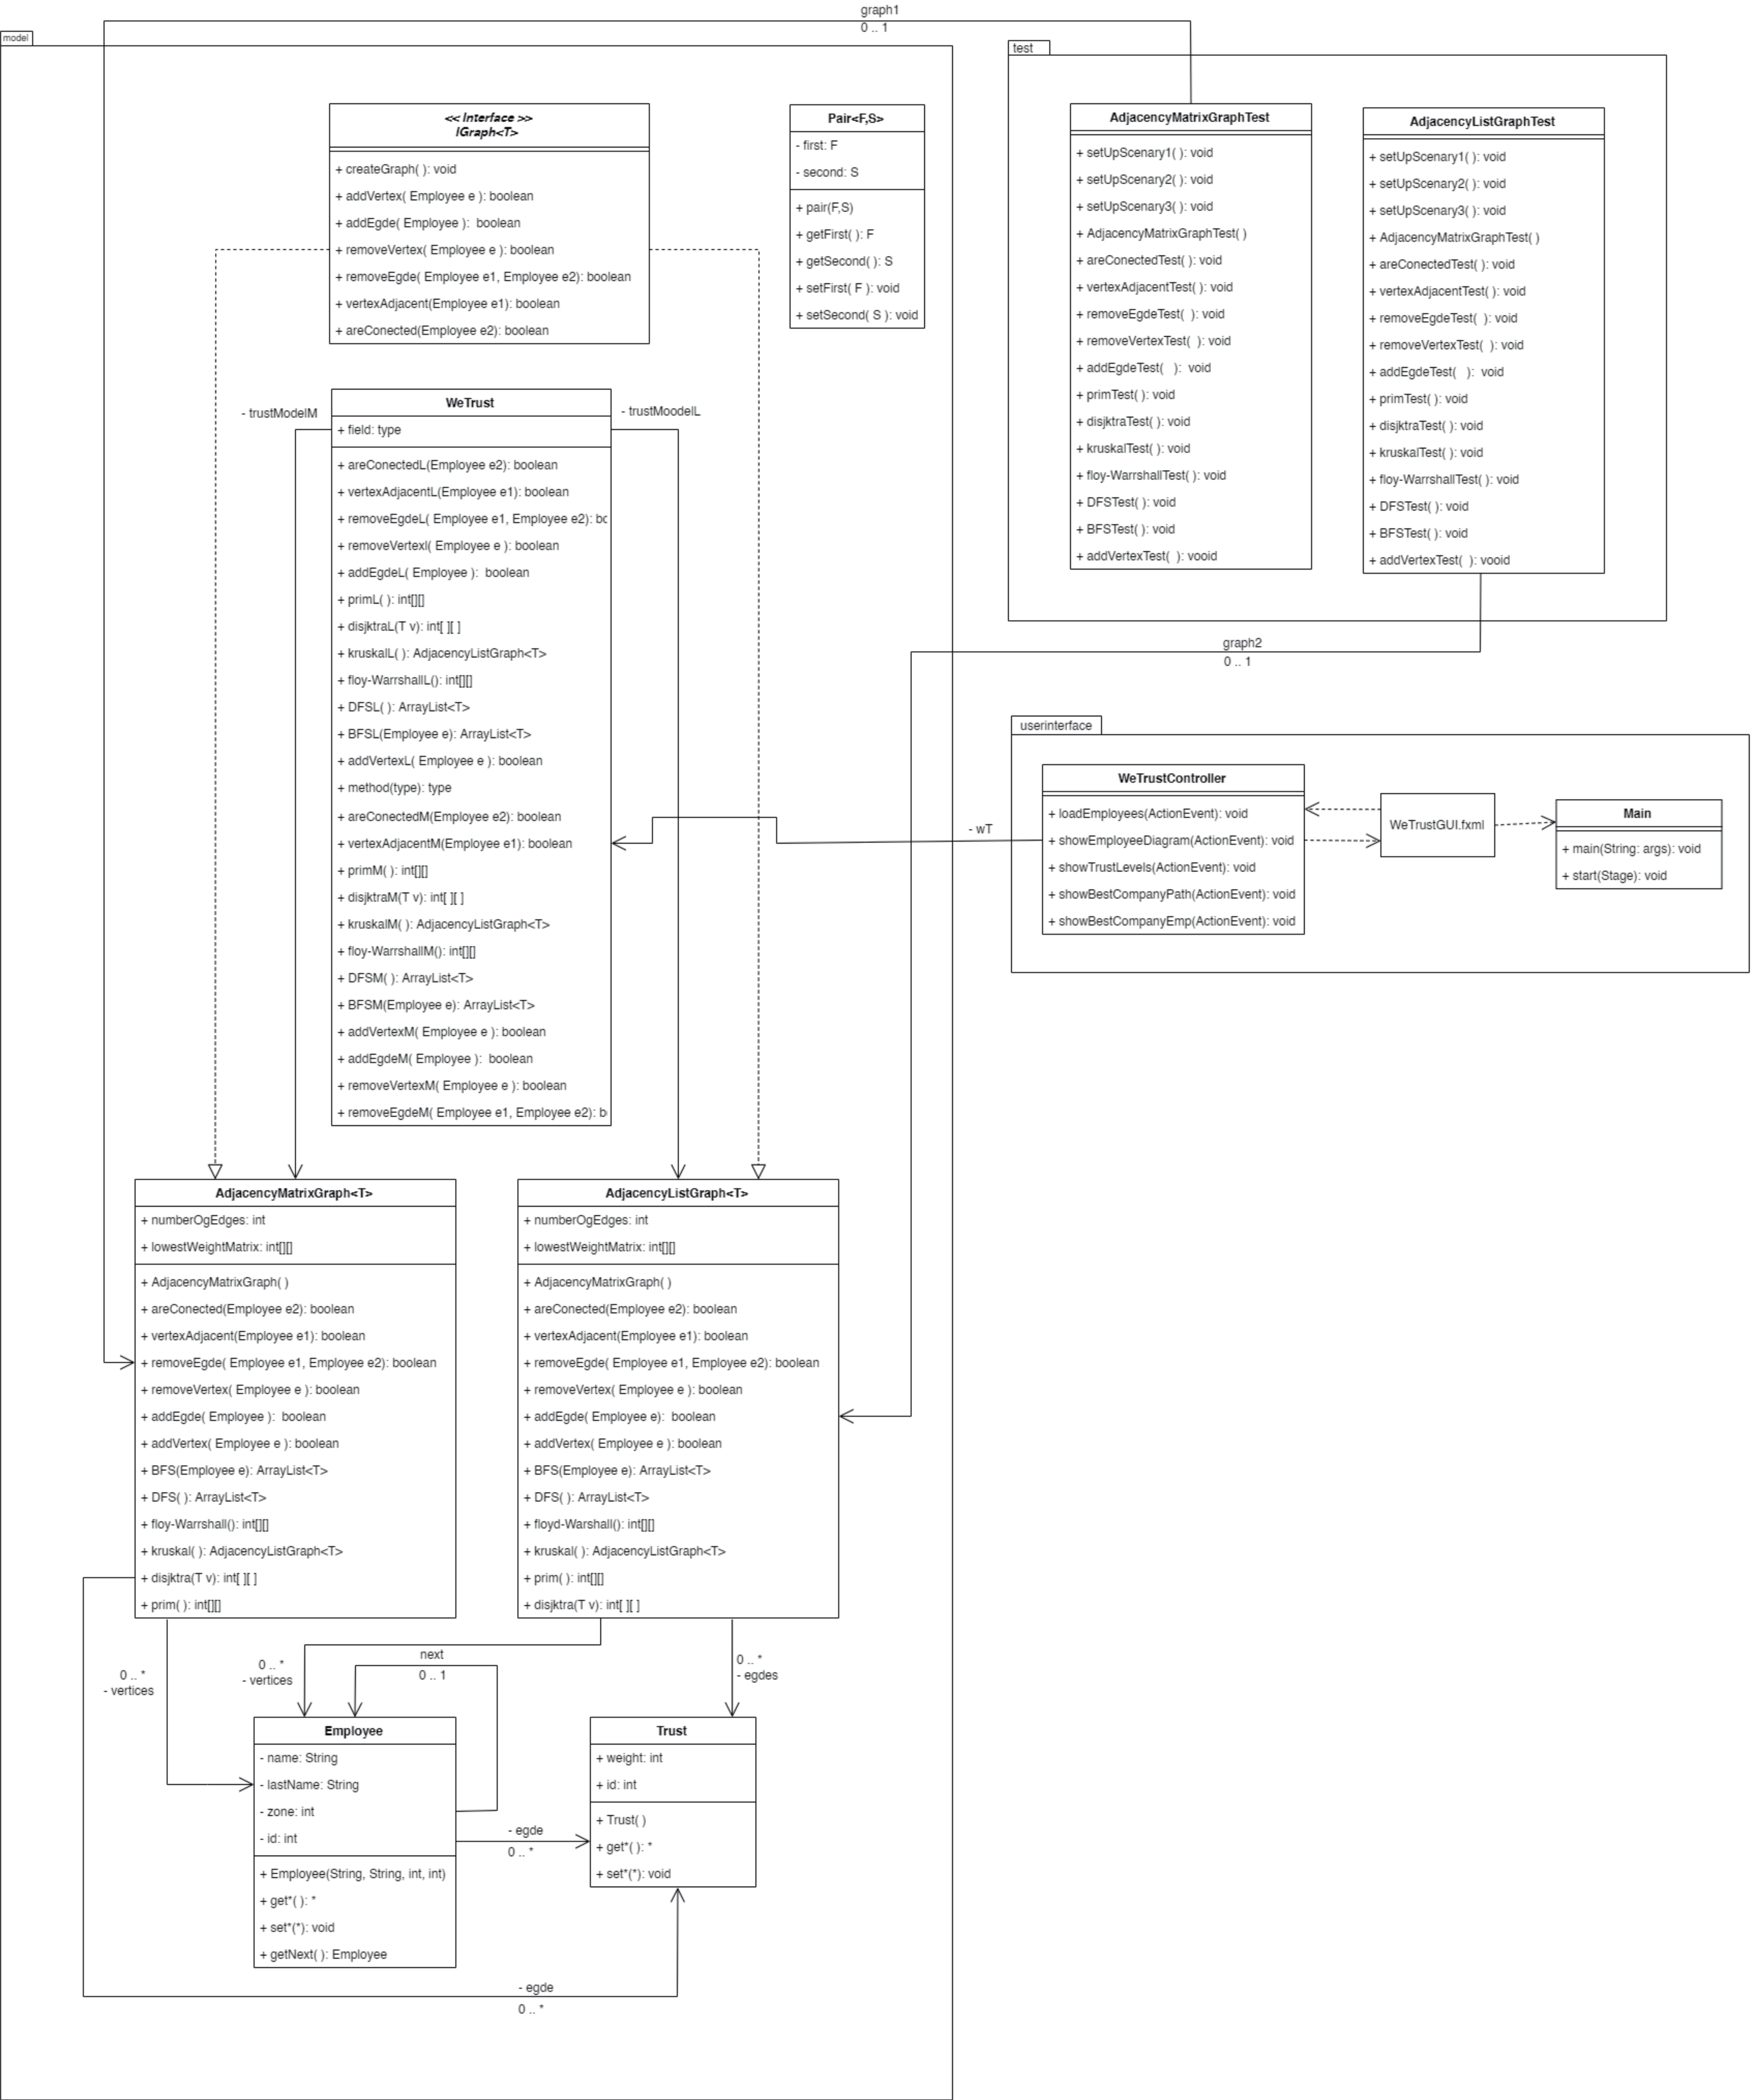 graph1
0 .. 1
model
<< Interface >>
IGraph<T>
+ createGraph( ): void
+ addVertex( Employee e ): boolean
+ addEgde( Employee ):  boolean
+ removeVertex( Employee e ): boolean
+ removeEgde( Employee e1, Employee e2): boolean
+ vertexAdjacent(Employee e1): boolean
+ areConected(Employee e2): boolean
Pair<F,S>
- first: F
- second: S
+ pair(F,S)
+ getFirst( ): F
+ getSecond( ): S
+ setFirst( F ): void
+ setSecond( S ): void
test
AdjacencyMatrixGraphTest
+ setUpScenary1( ): void
+ setUpScenary2( ): void
+ setUpScenary3( ): void
+ AdjacencyMatrixGraphTest( )
+ areConectedTest( ): void
+ vertexAdjacentTest( ): void
+ removeEgdeTest(  ): void
+ removeVertexTest(  ): void
+ addEgdeTest(   ):  void
+ primTest( ): void
+ disjktraTest( ): void
+ kruskalTest( ): void
+ floy-WarrshallTest( ): void
+ DFSTest( ): void
+ BFSTest( ): void
+ addVertexTest(  ): vooid
AdjacencyListGraphTest
+ setUpScenary1( ): void
+ setUpScenary2( ): void
+ setUpScenary3( ): void
+ AdjacencyMatrixGraphTest( )
+ areConectedTest( ): void
+ vertexAdjacentTest( ): void
+ removeEgdeTest(  ): void
+ removeVertexTest(  ): void
+ addEgdeTest(   ):  void
+ primTest( ): void
+ disjktraTest( ): void
+ kruskalTest( ): void
+ floy-WarrshallTest( ): void
+ DFSTest( ): void
+ BFSTest( ): void
+ addVertexTest(  ): vooid
- trustModelM
- trustMoodelL
WeTrust
+ field: type
+ areConectedL(Employee e2): boolean
+ vertexAdjacentL(Employee e1): boolean
+ removeEgdeL( Employee e1, Employee e2): bo
+ removeVertexl( Employee e ): boolean
+ addEgdeL( Employee ):  boolean
+ primL( ): int[][]
+ disjktraL(T v): int[ ][ ]
+ kruskalL( ): AdjacencyListGraph<T>
+ floy-WarrshallL(): int[][]
+ DFSL( ): ArrayList<T>
+ BFSL(Employee e): ArrayList<T>
+ addVertexL( Employee e ): boolean
+ method(type): type
+ areConectedM(Employee e2): boolean
+ vertexAdjacentM(Employee e1): boolean
+ primM( ): int[][]
+ disjktraM(T v): int[ ][ ]
+ kruskalM( ): AdjacencyListGraph<T>
+ floy-WarrshallM(): int[][]
+ DFSM( ): ArrayList<T>
+ BFSM(Employee e): ArrayList<T>
+ addVertexM( Employee e ): boolean
+ addEgdeM( Employee ):  boolean
+ removeVertexM( Employee e ): boolean
+ removeEgdeM( Employee e1, Employee e2): b
graph2
0 .. 1
userinterface
- wT
WeTrustController
+ loadEmployees(ActionEvent): void
+ showEmployeeDiagram(ActionEvent): void
+ showTrustLevels(ActionEvent): void
+ showBestCompanyPath(ActionEvent): void
+ showBestCompanyEmp(ActionEvent): void
WeTrustGUI.fxml
Main
+ main(String: args): void
+ start(Stage): void
AdjacencyMatrixGraph<T>
+ numberOgEdges: int
+ lowestWeightMatrix: int[][]
+ AdjacencyMatrixGraph( )
+ areConected(Employee e2): boolean
+ vertexAdjacent(Employee e1): boolean
+ removeEgde( Employee e1, Employee e2): boolean
+ removeVertex( Employee e ): boolean
+ addEgde( Employee ):  boolean
+ addVertex( Employee e ): boolean
+ BFS(Employee e): ArrayList<T>
+ DFS( ): ArrayList<T>
+ floy-Warrshall(): int[][]
+ kruskal( ): AdjacencyListGraph<T>
+ disjktra(T v): int[ ][ ]
+ prim( ): int[][]
AdjacencyListGraph<T>
+ numberOgEdges: int
+ lowestWeightMatrix: int[][]
+ AdjacencyMatrixGraph( )
+ areConected(Employee e2): boolean
+ vertexAdjacent(Employee e1): boolean
+ removeEgde( Employee e1, Employee e2): boolean
+ removeVertex( Employee e ): boolean
+ addEgde( Employee e):  boolean
+ addVertex( Employee e ): boolean
+ BFS(Employee e): ArrayList<T>
+ DFS( ): ArrayList<T>
+ floyd-Warshall(): int[][]
+ kruskal( ): AdjacencyListGraph<T>
+ prim( ): int[][]
+ disjktra(T v): int[ ][ ]
0 .. *
- vertices
0 .. *
- vertices
next
0 .. 1
0 .. *
- egdes
Employee
- name: String
- lastName: String
- zone: int
- id: int
+ Employee(String, String, int, int)
+ get*( ): *
+ set*(*): void
+ getNext( ): Employee
- egde
0 .. *
Trust
+ weight: int
+ id: int
+ Trust( )
+ get*( ): *
+ set*(*): void
- egde
0 .. *